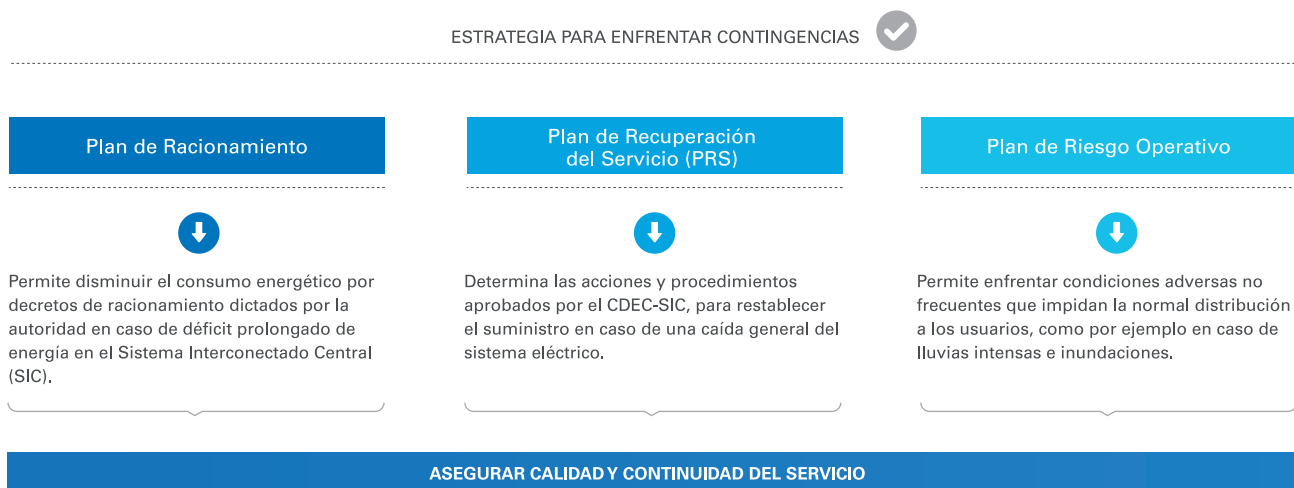 ESTRATEGIA PARA ENFRENTAR CONTINGENCIAS
Plan de Racionamiento
Permite disminuir el consumo energético por
decretos de racionamiento dictados por la
autoridad en caso de déficit prolongado de
energía en el Sistema Interconectado Central
(SIC).
Plan de Recuperación
del Servicio (PRS)
Determina las acciones y procedimientos
aprobados por el CDEC-SIC, para restablecer
el suministro en caso de una caída general del
sistema eléctrico.
Plan de Riesgo Operativo
Permite enfrentar condiciones adversas no
frecuentes que impidan la normal distribución
a los usuarios, como por ejemplo en caso de
lluvias intensas e inundaciones.
ASEGURAR CALIDAD Y CONTINUIDAD DEL SERVICIO